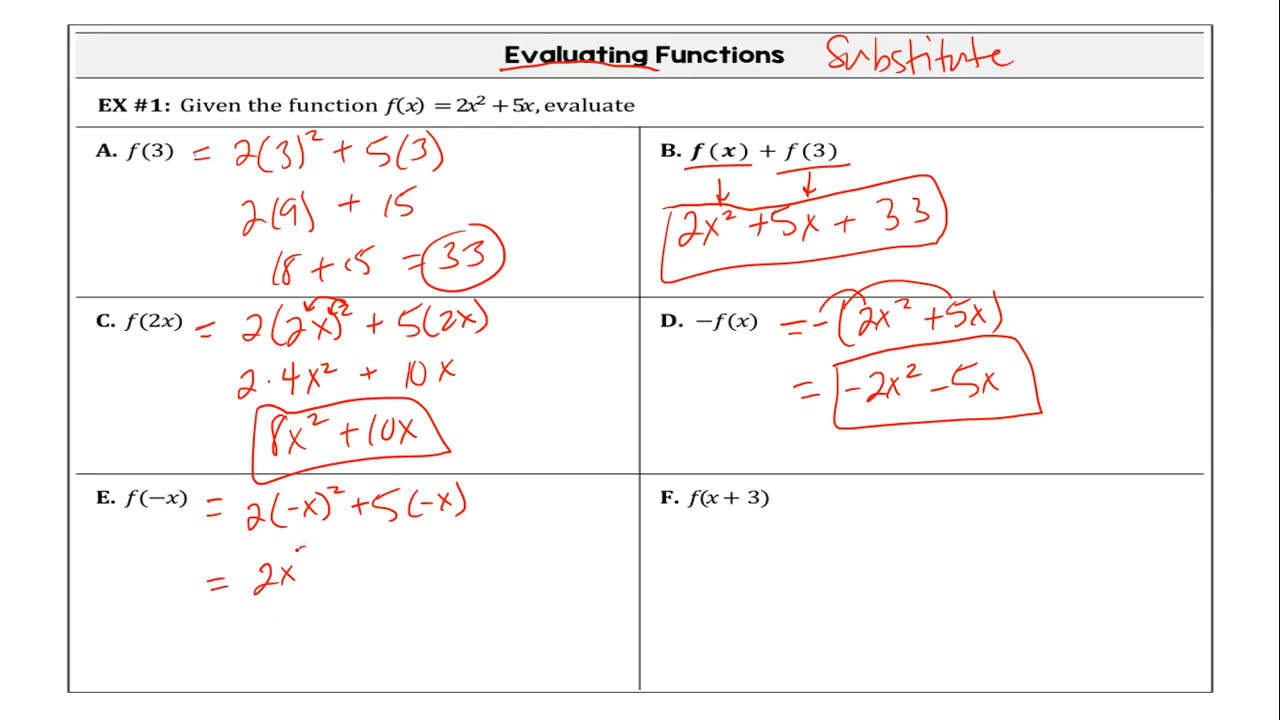 Evaluating Functions Substitute
EX #1: Given the function f(x) = 2x² + 5x, evaluate
A. f(3) = 2(3)² + 5(3)
2(9) + 15
18 + 15 = 33
B. f(x) + f(3)
2x² + 5x + 33
C. f(2x) = 2(2x)² + 5(2x)
2 · 4x² + 10x
8x² + 10x
D. −f(x) = -(2x² + 5x)
= -2x² - 5x
E. f(−x) = 2(-x)² + 5(-x)
= 2x
F. f(x + 3)